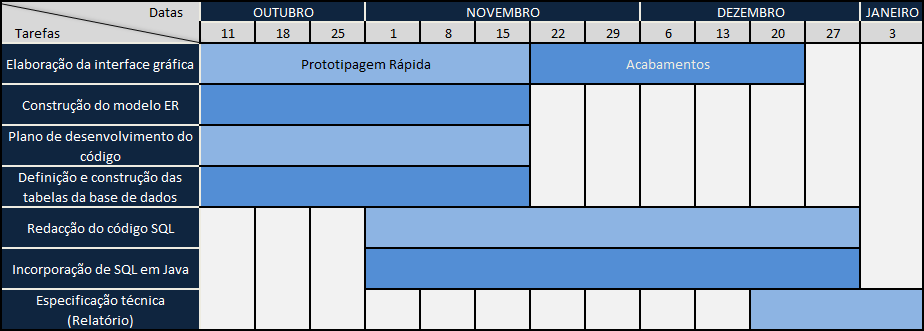 Datas
OUTUBRO NOVEMBRO DEZEMBRO JANEIRO
Tarefas
11 18 25 1 8 15 22 29 6 13 20 27 3
Elaboração da interface gráfica
Prototipagem Rápida
Acabamentos
Construção do modelo ER
Plano de desenvolvimento do
código
Definição e construção das
tabelas da base de dados
Redacção do código SQL
Incorporação de SQL em Java
Especificação técnica
(Relatório)